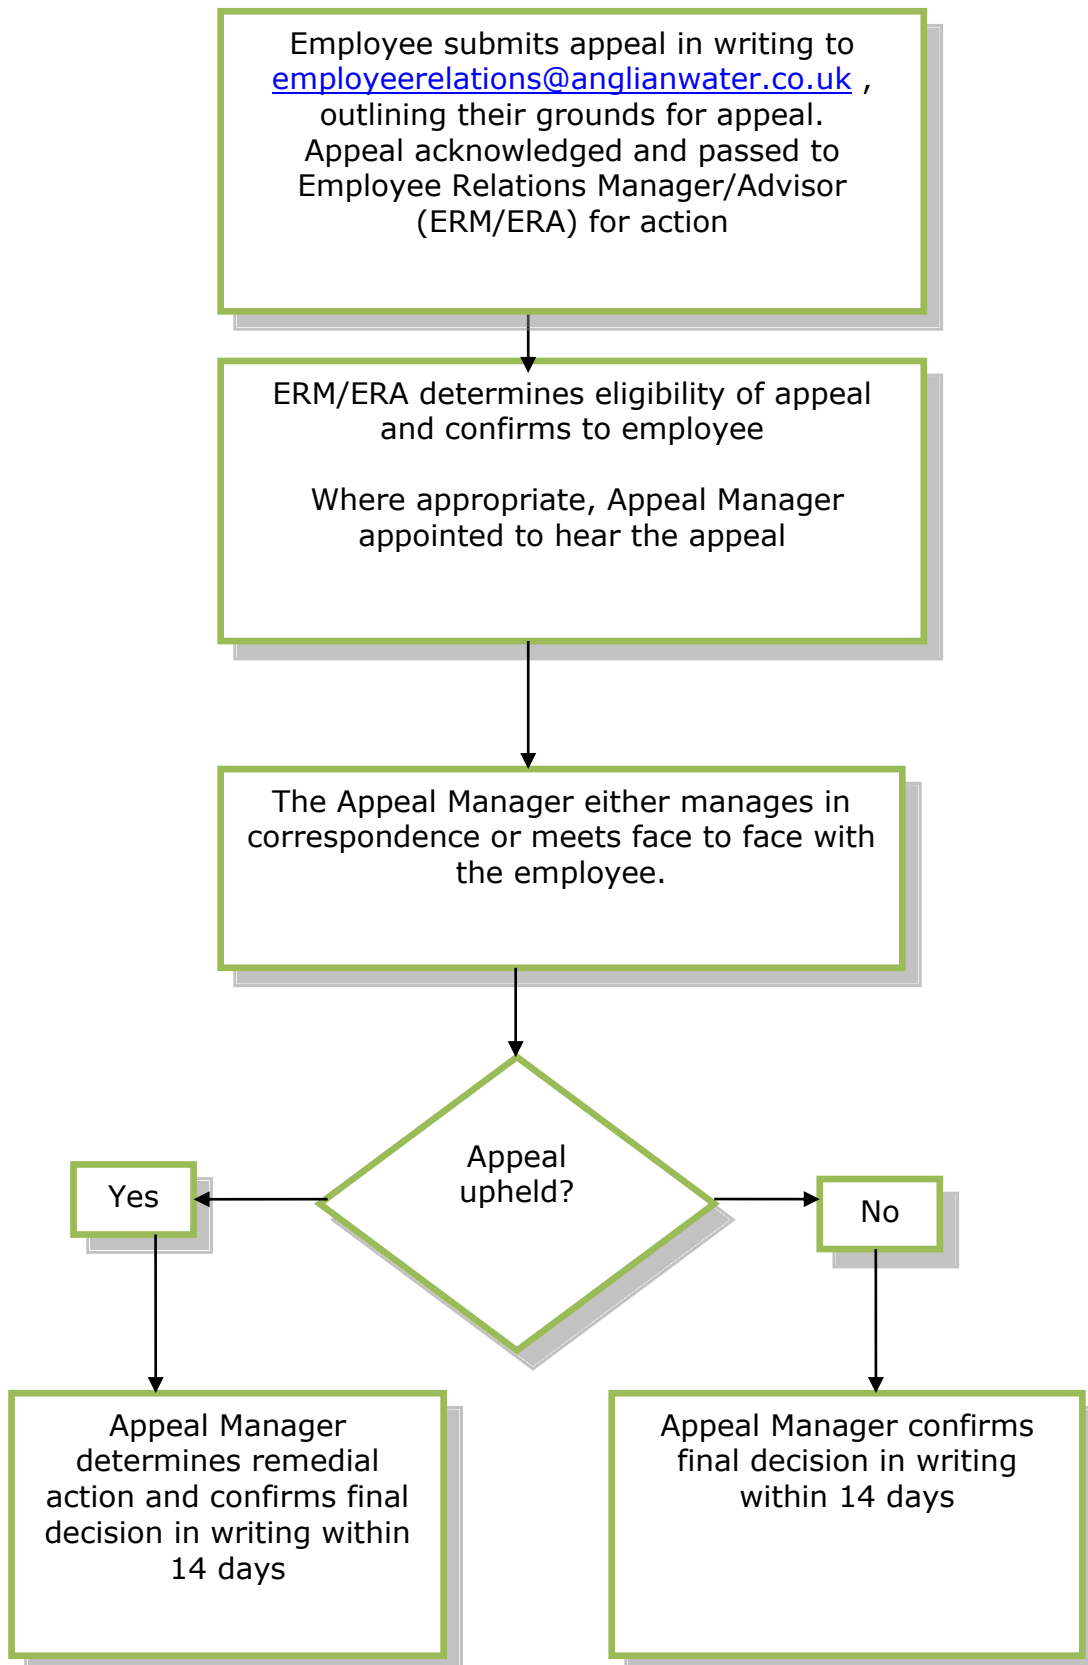 Employee submits appeal in writing to
employeerelations@anglianwater.co.uk ,
outlining their grounds for appeal.
Appeal acknowledged and passed to
Employee Relations Manager/Advisor
(ERM/ERA) for action
ERM/ERA determines eligibility of appeal
and confirms to employee
Where appropriate, Appeal Manager
appointed to hear the appeal
The Appeal Manager either manages in
correspondence or meets face to face with
the employee.
Appeal
upheld?
Yes
No
Appeal Manager
determines remedial
action and confirms final
decision in writing within
14 days
Appeal Manager confirms
final decision in writing
within 14 days